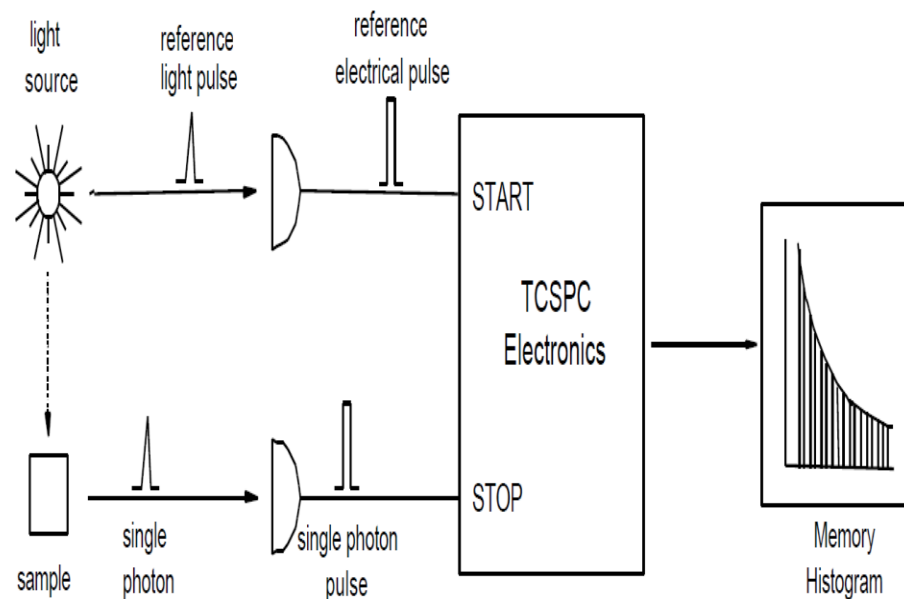 light
source
reference
light pulse
reference
electrical pulse
START
TCSPC
Electronics
STOP
sample
single
photon
single photon
pulse
Memory
Histogram